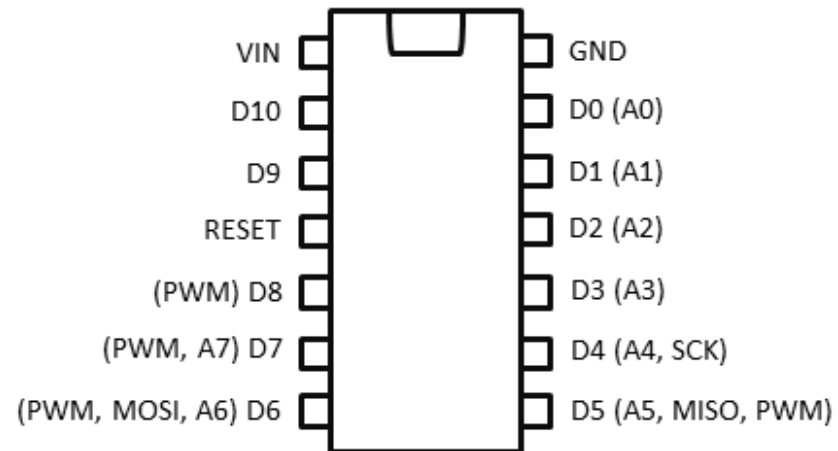 VIN
GND
D10
D0 (A0)
D9
D1 (A1)
RESET
D2 (A2)
(PWM) D8
D3 (A3)
(PWM, A7) D7
D4 (A4, SCK)
(PWM, MOSI, A6) D6
D5 (A5, MISO, PWM)